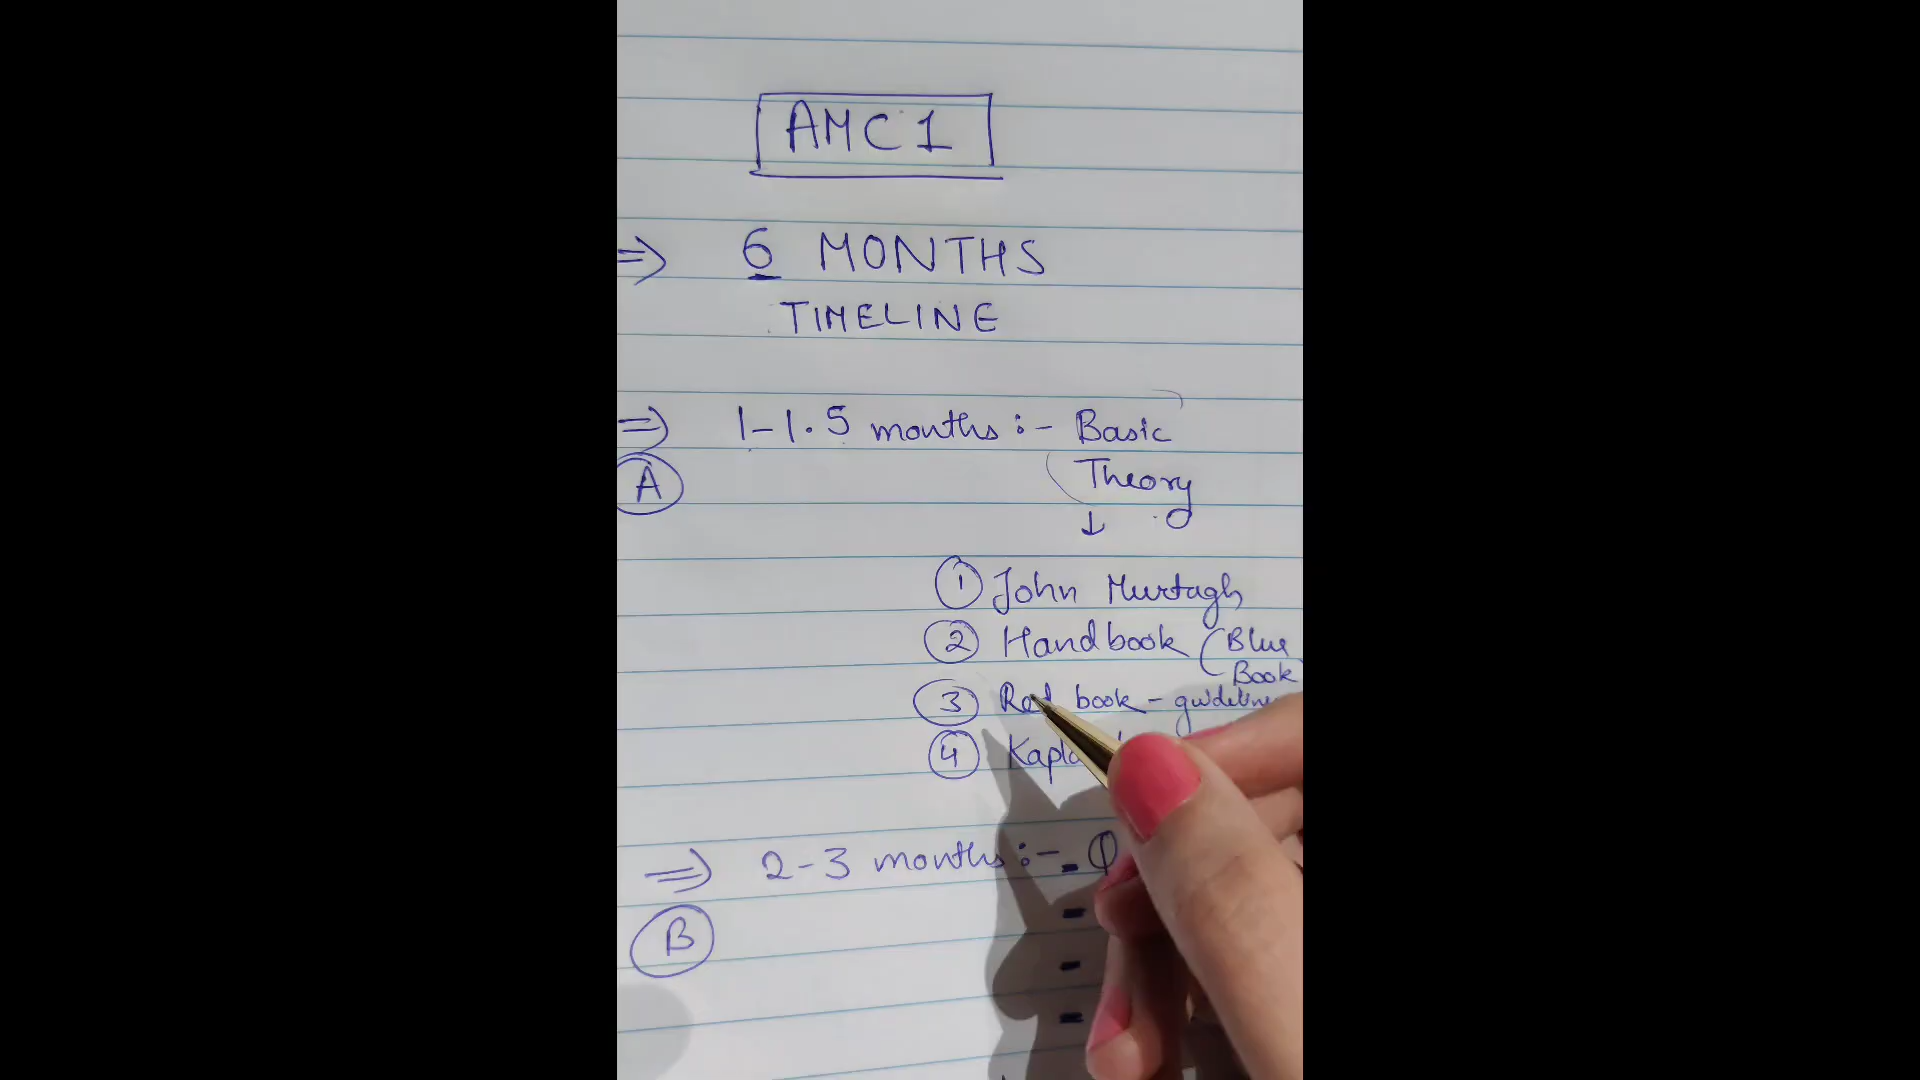 AMC 1
⇒ 6 MONTHS
TIMELINE
⇒ 1-1.5 months :- Basic
A Theory
↓
① John Murtagh
② Handbook (Blue
Book
③ Red book -
④
⇒ 2-3 months :-
B